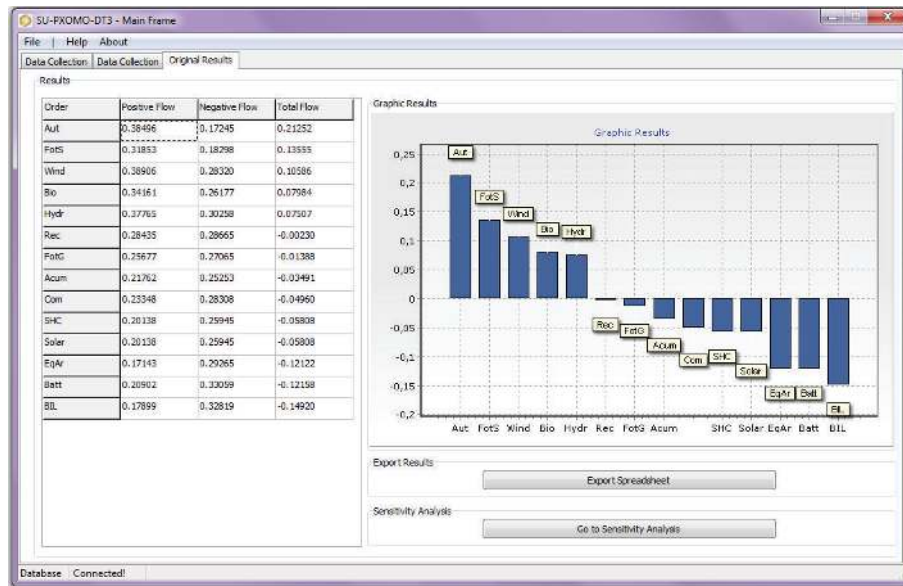 SU-PXOMO-DT3 - Main Frame
File | Help About
Data Collection Data Collection Original Results
Results
Order Positive Flow Negative Flow Total Flow
Aut 0.38496 0.17245 0.21252
FotS 0.31853 0.18298 0.13555
Wind 0.38906 0.28320 0.10586
Bio 0.34161 0.26177 0.07984
Hydr 0.37765 0.30258 0.07507
Rec 0.28435 0.28665 -0.00230
FotG 0.25677 0.27065 -0.01388
Acum 0.21762 0.25253 -0.03491
Com 0.23348 0.28308 -0.04960
SHC 0.20138 0.25945 -0.05808
Solar 0.20138 0.25945 -0.05808
EqAr 0.17143 0.29265 -0.12122
Batt 0.20902 0.33059 -0.12158
BIL 0.17899 0.32819 -0.14920
Graphic Results
Graphic Results
0,25
0,2
0,15
0,1
0,05
0
-0,05
-0,1
-0,15
-0,2
Aut
FotS
Wind
Bio
Hydr
Rec
FotG
Acum
Com
SHC
Solar
EqAr
Batt
BIL
Aut FotS Wind Bio Hydr Rec FotG Acum SHC Solar EqAr Batt BIL
Export Results
Export Spreadsheet
Sensitivity Analysis
Go to Sensitivity Analysis
Database Connected!